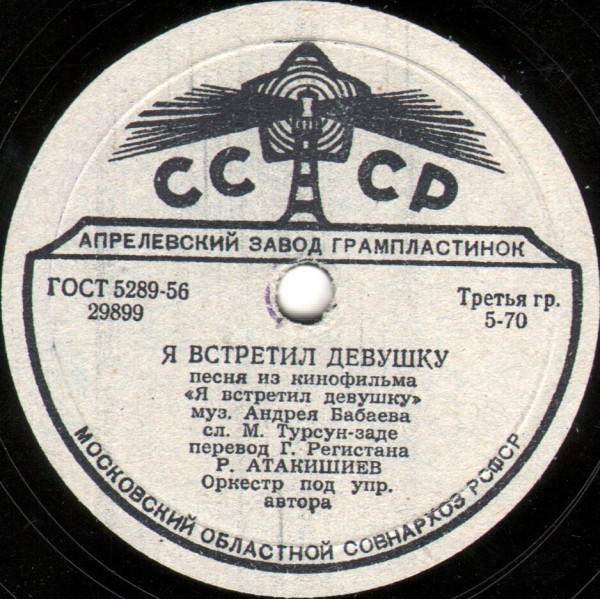 СССР
АПРЕЛЕВСКИЙ ЗАВОД ГРАМПЛАСТИНОК
ГОСТ 5289-56
29899
Третья гр.
5-70
Я ВСТРЕТИЛ ДЕВУШКУ
песня из кинофильма
«Я встретил девушку»
муз. Андрея Бабаева
сл. М. Турсун-заде
перевод Г. Регистана
Р. АТАКИШИЕВ
Оркестр под упр.
автора
МОСКОВСКИЙ ОБЛАСТНОЙ СОВНАРХОЗ РСФСР